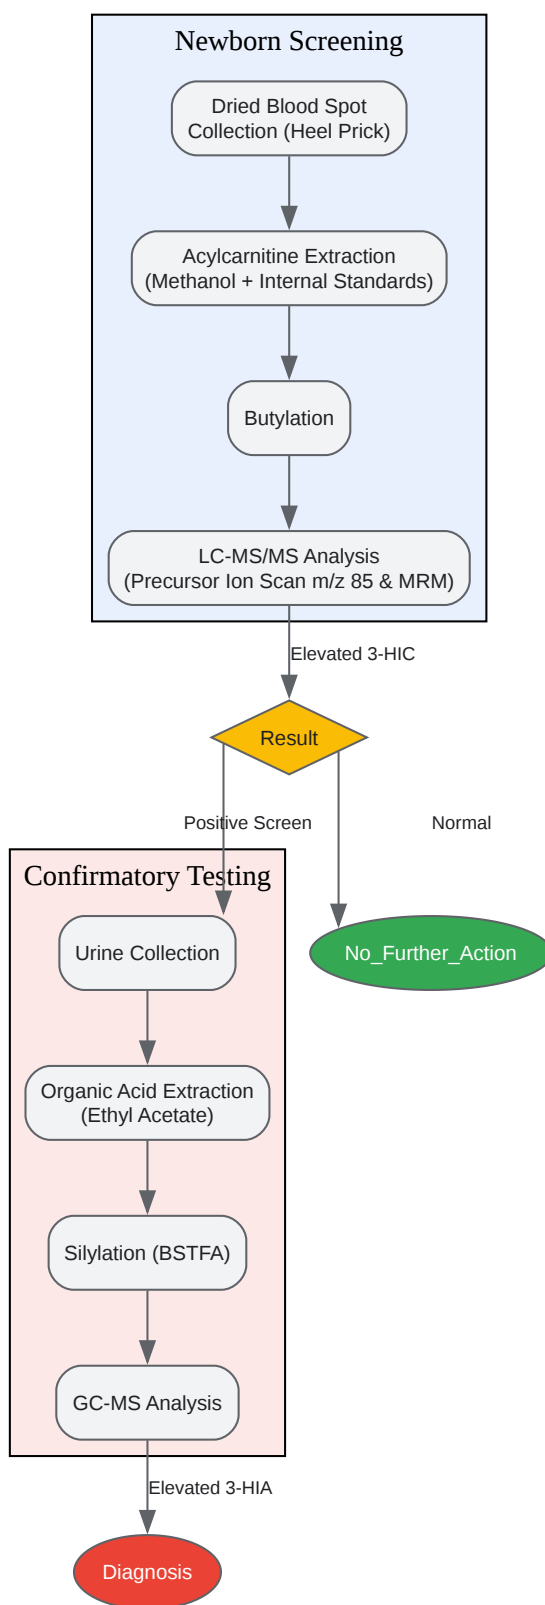 Newborn Screening
Dried Blood Spot
Collection (Heel Prick)
Acylcarnitine Extraction
(Methanol + Internal Standards)
Butylation
LC-MS/MS Analysis
(Precursor Ion Scan m/z 85 & MRM)
Elevated 3-HIC
Result
Positive Screen
Normal
Confirmatory Testing
Urine Collection
No_Further_Action
Organic Acid Extraction
(Ethyl Acetate)
Silylation (BSTFA)
GC-MS Analysis
Elevated 3-HIA
Diagnosis